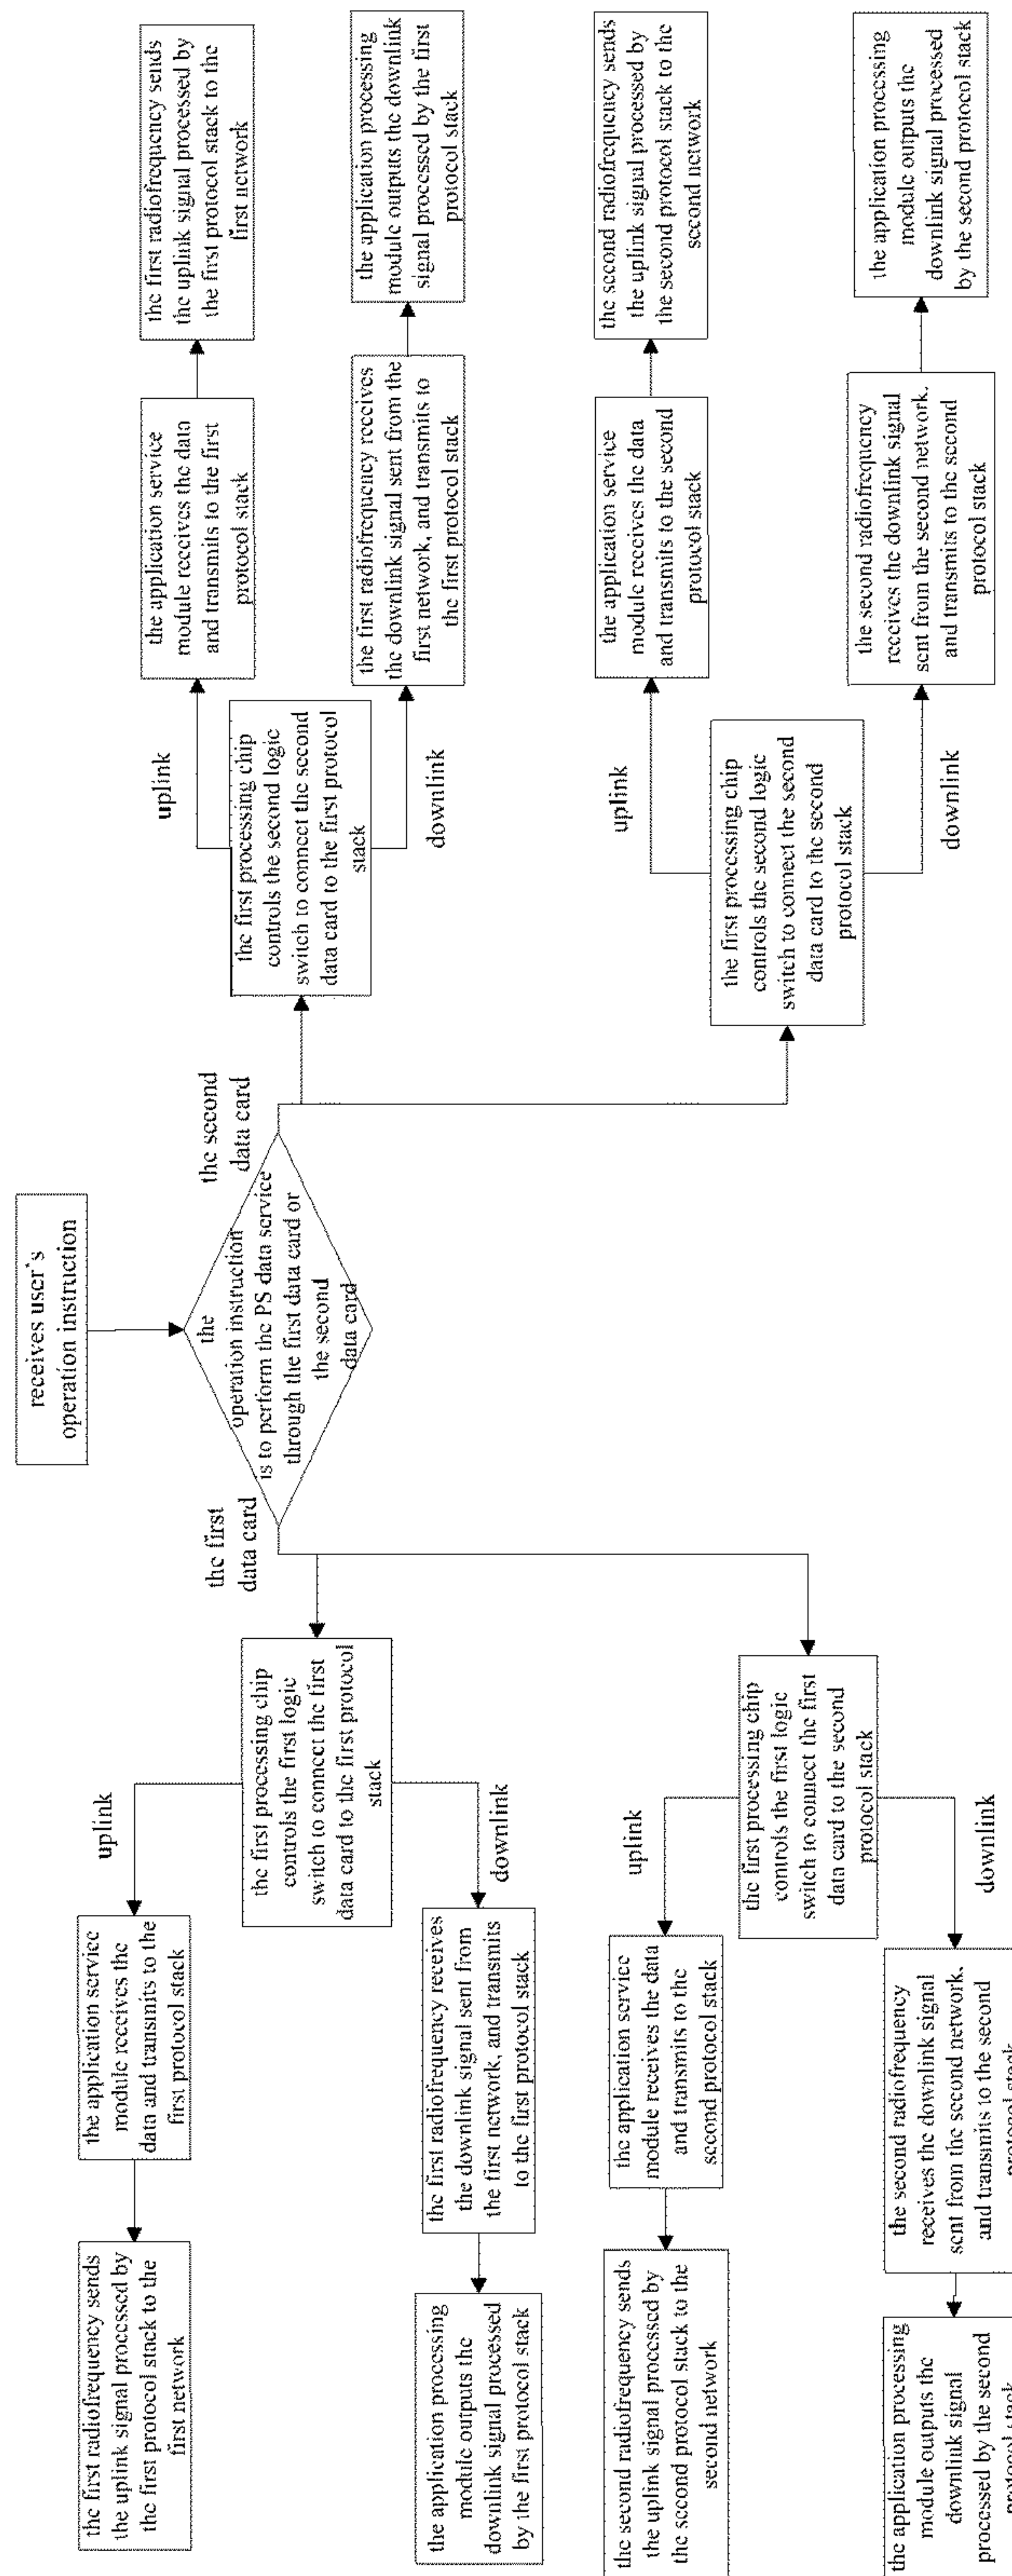 receives user's
operation instruction
the
operation instruction
is to perform the PS data service
through the first data card or
the second
data card
the first
data card
the second
data card
the first processing chip
controls the first logic
switch to connect the first
data card to the first protocol
stack
uplink
the application service
module receives the
data and transmits to the
first protocol stack
the first radiofrequency sends
the uplink signal processed by
the first protocol stack to the
first network
downlink
the first radiofrequency receives
the downlink signal sent from
the first network, and transmits
to the first protocol stack
the application processing
module outputs the
downlink signal processed
by the first protocol stack
the first processing chip
controls the first logic
switch to connect the first
data card to the second
protocol stack
uplink
the application service
module receives the data
and transmits to the
second protocol stack
the second radiofrequency sends
the uplink signal processed by
the second protocol stack to the
second network
downlink
the second radiofrequency
receives the downlink signal
sent from the second network,
and transmits to the second
protocol stack
the application processing
module outputs the
downlink signal
processed by the second
protocol stack
the first processing chip
controls the second logic
switch to connect the second
data card to the first protocol
stack
uplink
the application service
module receives the data
and transmits to the first
protocol stack
the first radiofrequency sends
the uplink signal processed by
the first protocol stack to the
first network
downlink
the first radiofrequency receives
the downlink signal sent from the
first network, and transmits to
the first protocol stack
the application processing
module outputs the downlink
signal processed by the first
protocol stack
the first processing chip
controls the second logic
switch to connect the second
data card to the second
protocol stack
uplink
the application service
module receives the data
and transmits to the second
protocol stack
the second radiofrequency sends
the uplink signal processed by
the second protocol stack to the
second network
downlink
the second radiofrequency
receives the downlink signal
sent from the second network,
and transmits to the second
protocol stack
the application processing
module outputs the
downlink signal processed
by the second protocol stack